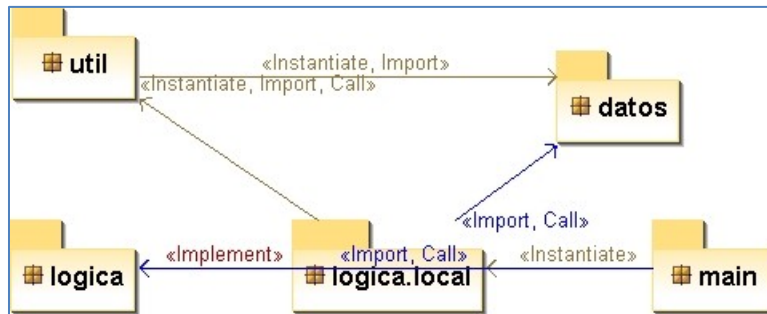 util
«Instantiate, Import»
«Instantiate, Import, Call»
datos
«Import, Call»
«Implement»
«Import, Call»
«Instantiate»
logica
logica.local
main